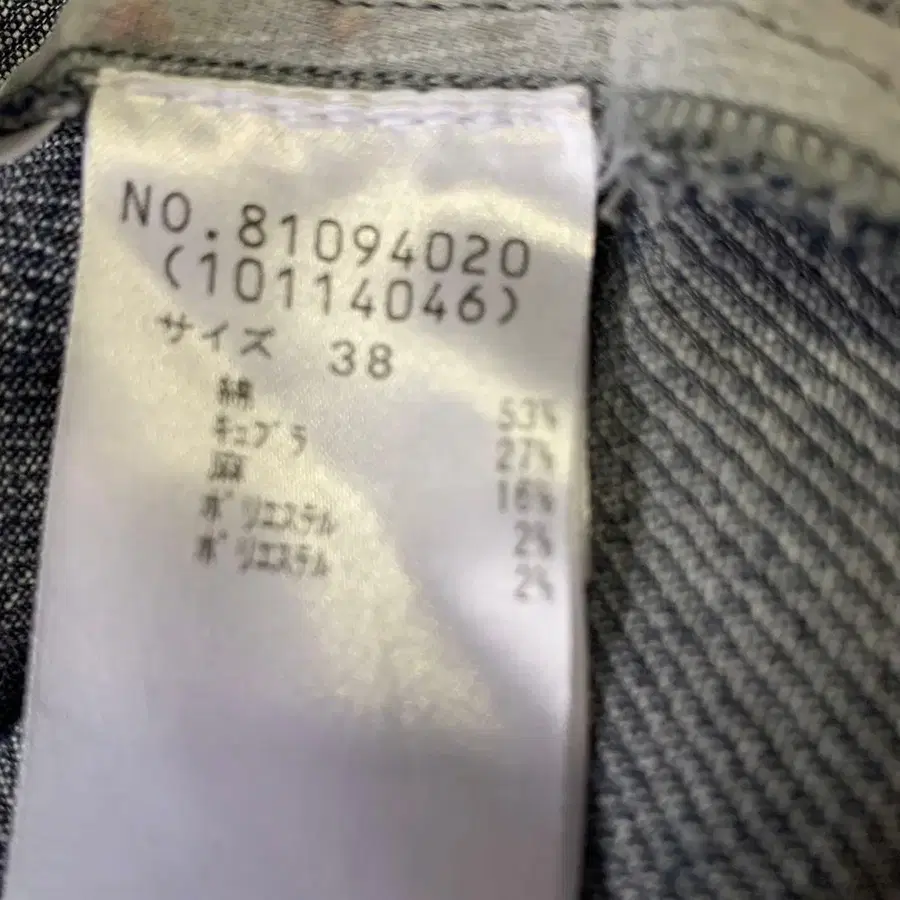 NO.81094020
(10114046)
サイズ 38
綿 53%
ｷｭﾌﾟﾗ 27%
麻 16%
ﾎﾟﾘｴｽﾃﾙ 2%
ﾎﾟﾘｴｽﾃﾙ 2%